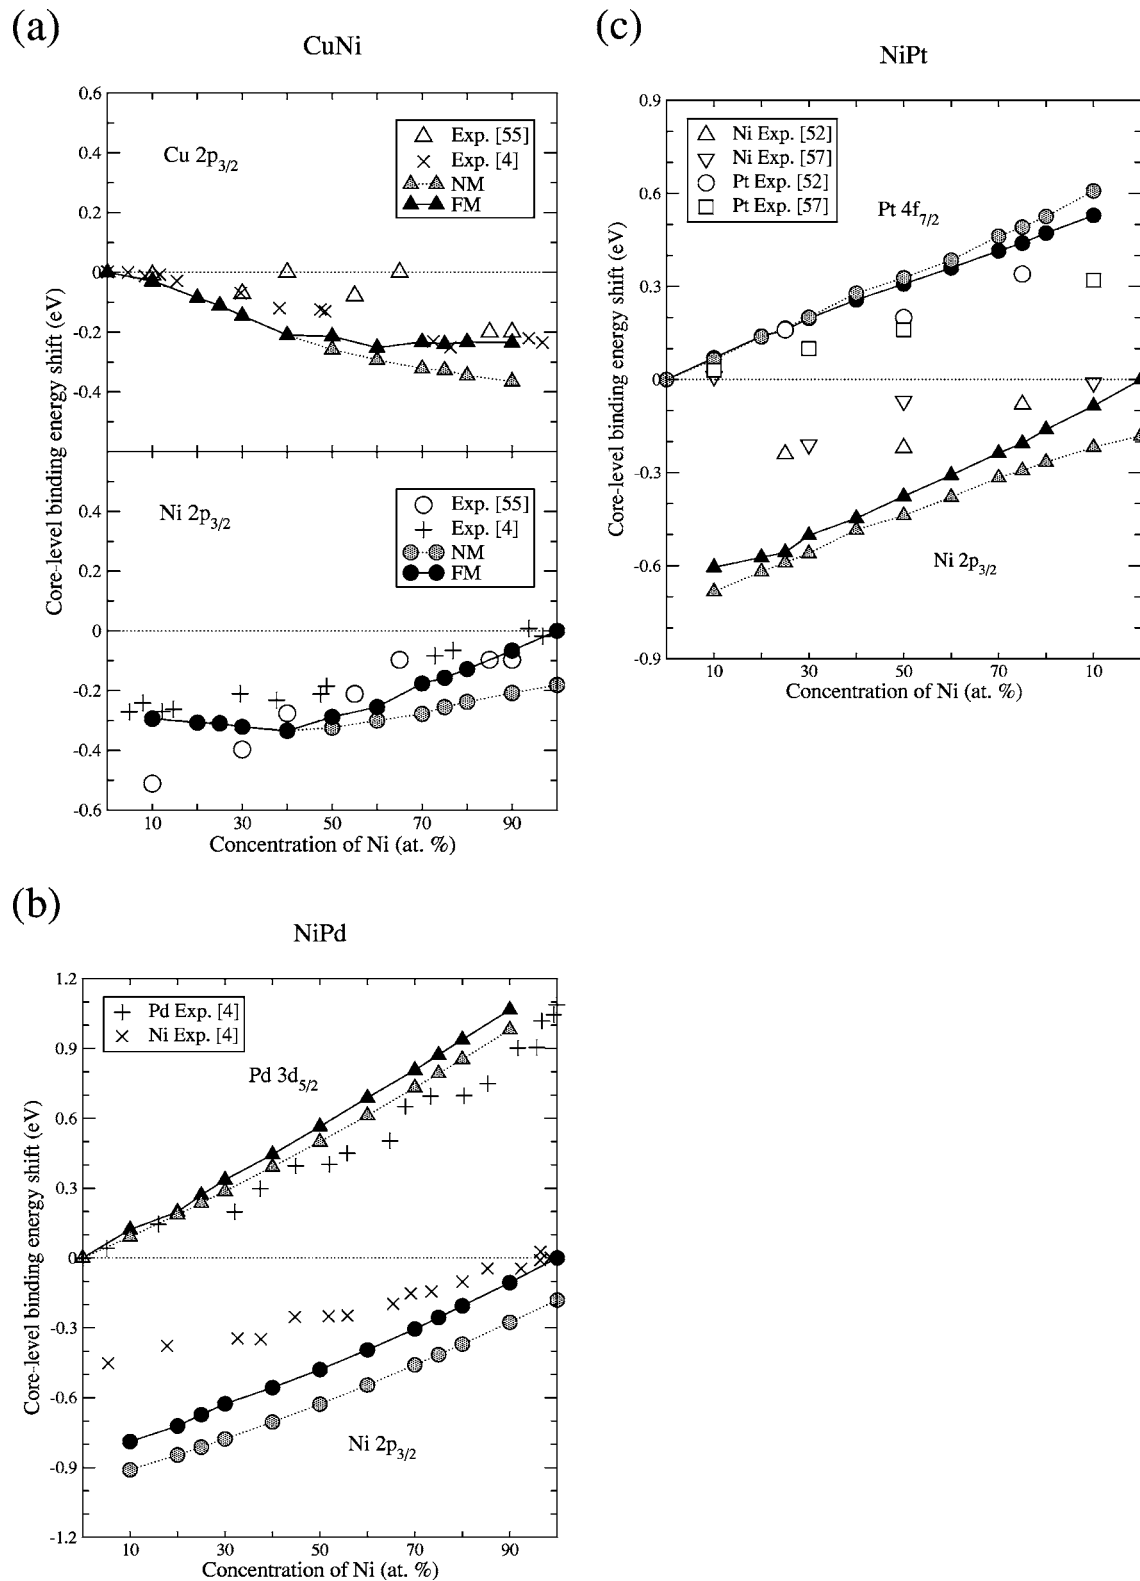 (a)
CuNi
0.6
0.4
0.2
0
-0.2
-0.4
Cu 2p3/2
Exp. [55]
Exp. [4]
NM
FM
Core-level binding energy shift (eV)
0.4
0.2
0
-0.2
-0.4
-0.6
Ni 2p3/2
Exp. [55]
Exp. [4]
NM
FM
10 30 50 70 90
Concentration of Ni (at. %)
(b)
NiPd
1.2
0.9
0.6
0.3
0
-0.3
-0.6
-0.9
-1.2
Pd Exp. [4]
Ni Exp. [4]
Pd 3d5/2
Ni 2p3/2
Core-level binding energy shift (eV)
10 30 50 70 90
Concentration of Ni (at. %)
(c)
NiPt
0.9
0.6
0.3
0
-0.3
-0.6
-0.9
Ni Exp. [52]
Ni Exp. [57]
Pt Exp. [52]
Pt Exp. [57]
Pt 4f7/2
Ni 2p3/2
Core-level binding energy shift (eV)
10 30 50 70 10
Concentration of Ni (at. %)